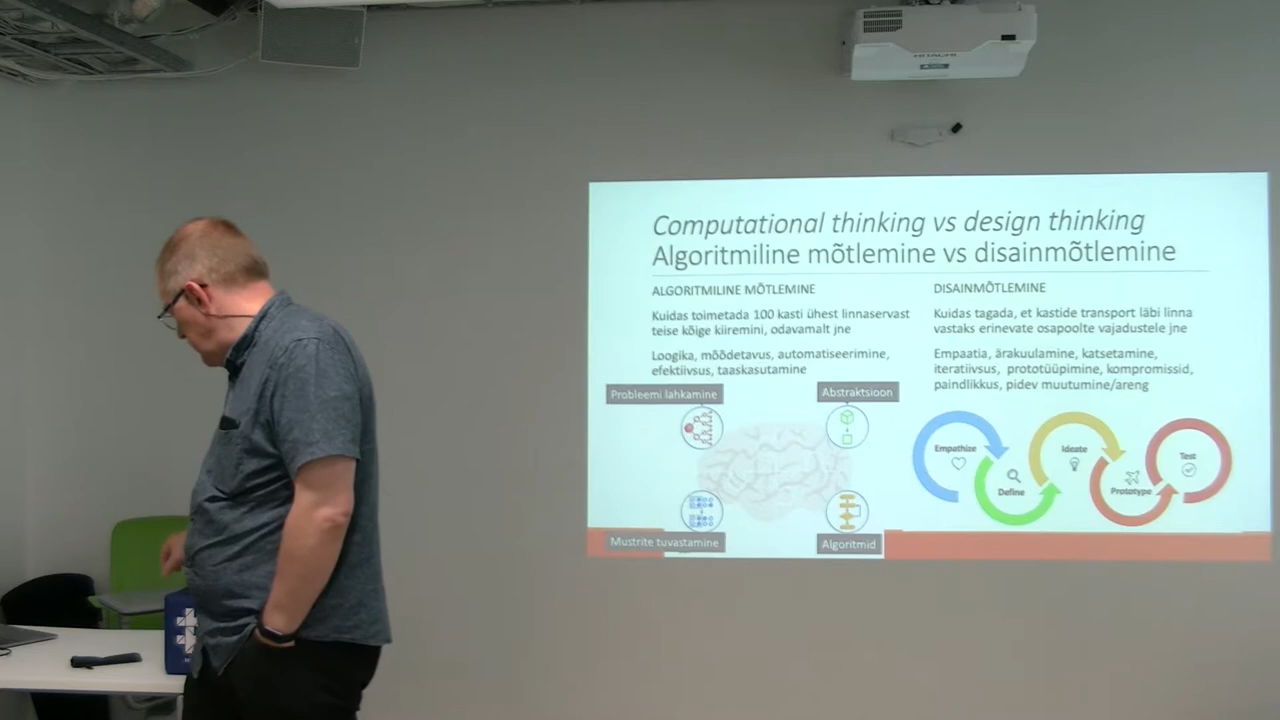 HITACHI
Computational thinking vs design thinking
Algoritmiline mõtlemine vs disainmõtlemine
ALGORITMILINE MÕTLEMINE
Kuidas toimetada 100 kasti ühest linnaservast
teise kõige kiiremini, odavamalt jne
Loogika, mõõdetavus, automatiseerimine,
efektiivsus, taaskasutamine
Probleemi lahkamine
Abstraktsioon
Mustrite tuvastamine
Algoritmid
DISAINMÕTLEMINE
Kuidas tagada, et kastide transport läbi linna
vastaks erinevate osapoolte vajadustele jne
Empaatia, ärakuulamine, katsetamine,
iteratiivsus, prototüüpimine, kompromissid,
paindlikkus, pidev muutumine/areng
Empathize
Define
Ideate
Prototype
Test